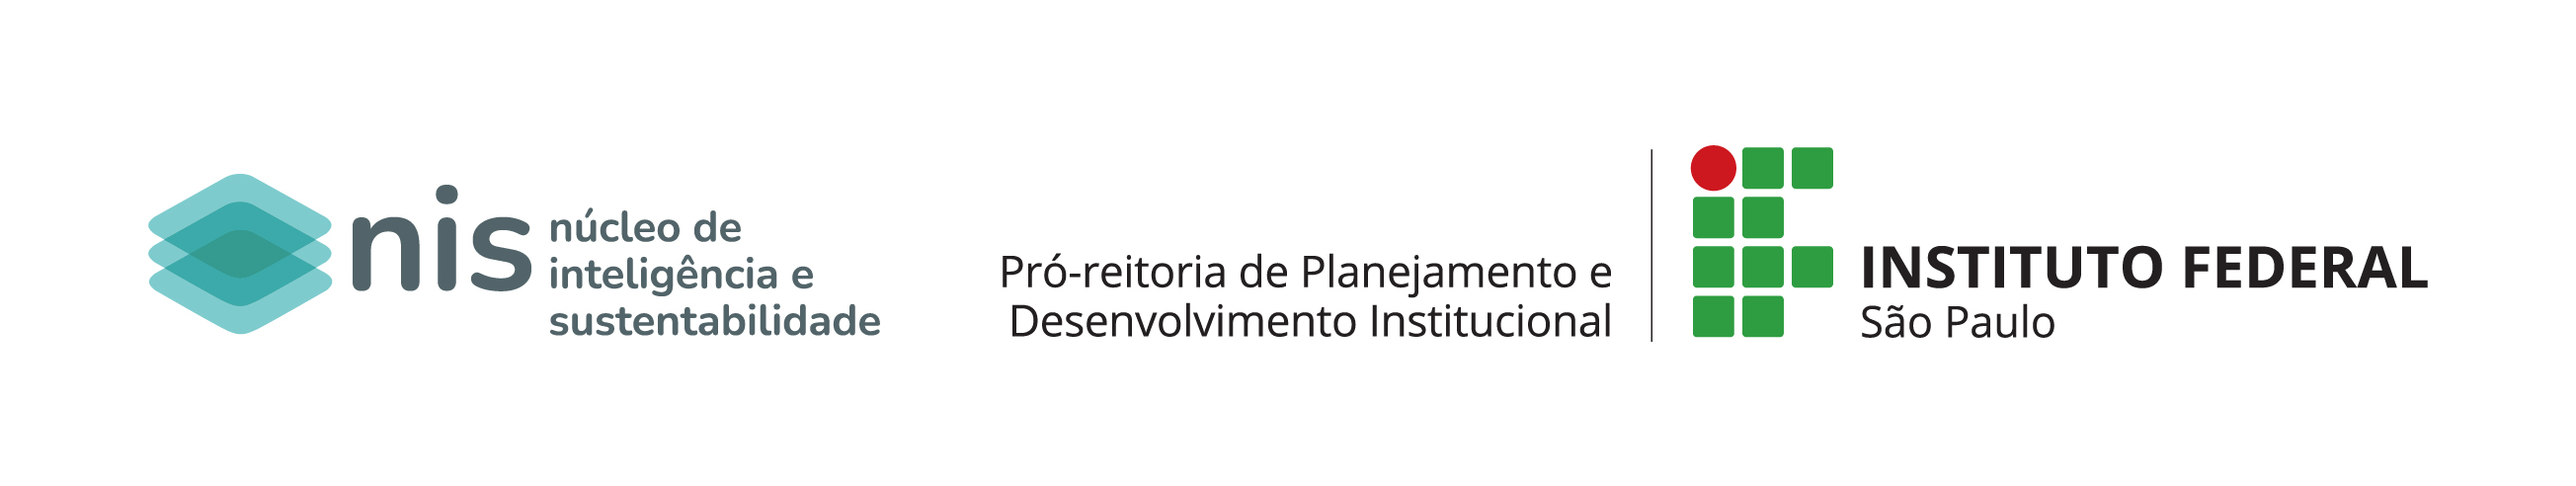 nis
núcleo de
inteligência e
sustentabilidade
Pró-reitoria de Planejamento e
Desenvolvimento Institucional
INSTITUTO FEDERAL
São Paulo